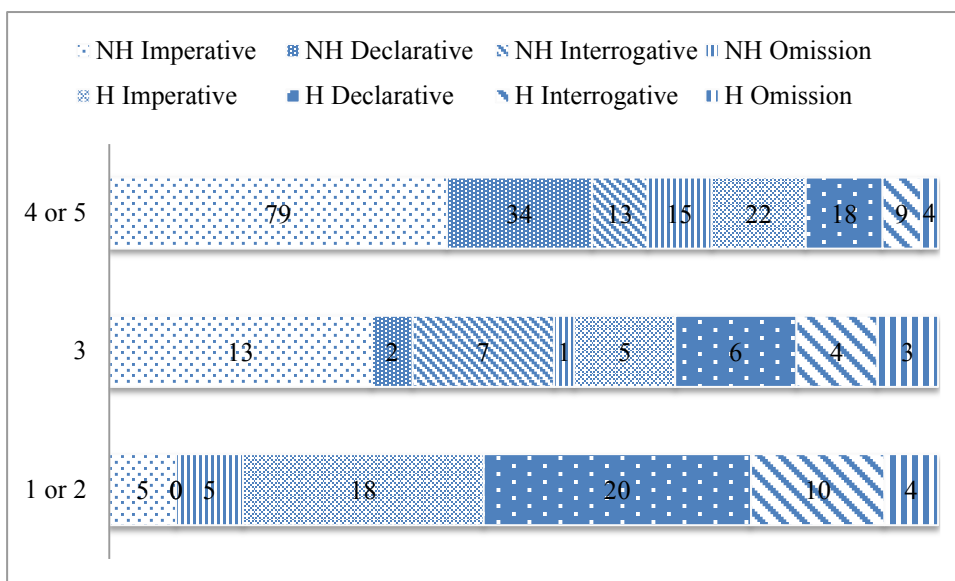 NH Imperative NH Declarative NH Interrogative NH Omission
H Imperative H Declarative H Interrogative H Omission
4 or 5 79 34 13 15 22 18 9 4
3 13 2 7 1 5 6 4 3
1 or 2 5 0 5 18 20 10 4